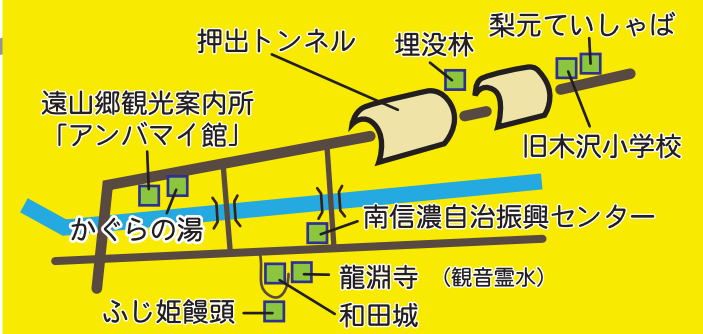 梨元ていしゃば
押出トンネル
埋没林
遠山郷観光案内所
「アンバマイ館」
旧木沢小学校
かぐらの湯
南信濃自治振興センター
龍淵寺 (観音霊水)
ふじ姫饅頭
和田城